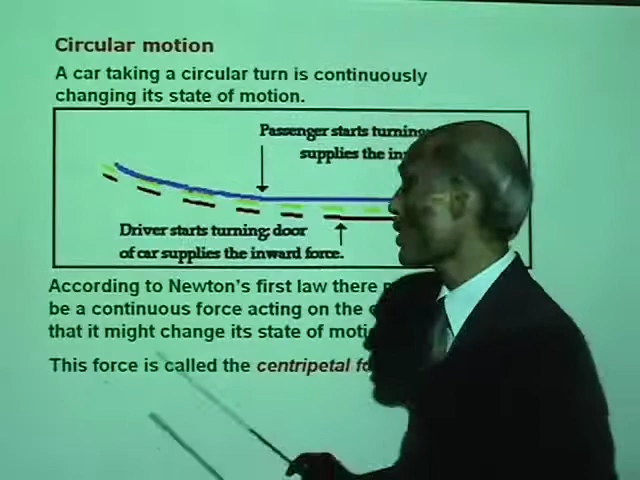 Circular motion
A car taking a circular turn is continuously
changing its state of motion.
Passenger starts turning
supplies the in
Driver starts turning; door
of car supplies the inward force.
According to Newton's first law there
be a continuous force acting on the
that it might change its state of moti
This force is called the centripetal fo